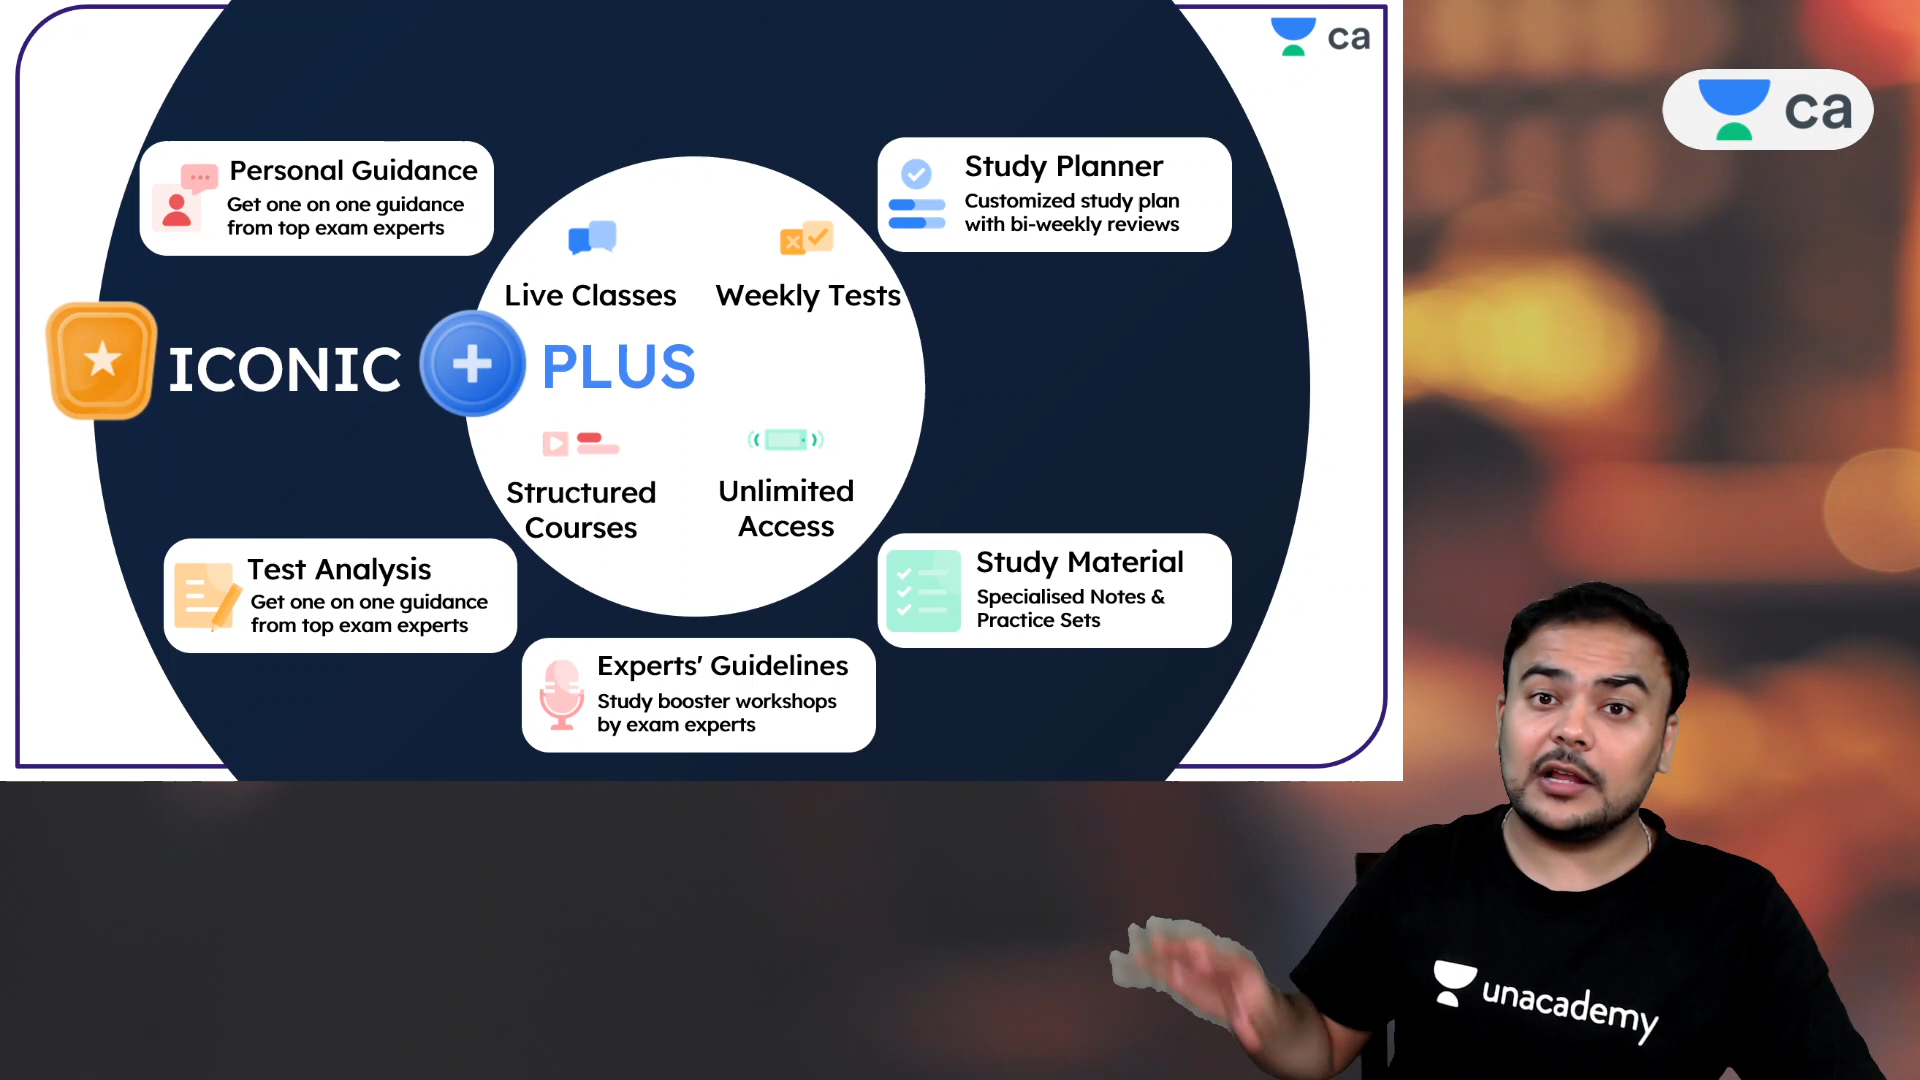 ca
ca
Personal Guidance
Get one on one guidance
from top exam experts
Study Planner
Customized study plan
with bi-weekly reviews
Live Classes
Weekly Tests
ICONIC
PLUS
Structured
Courses
Unlimited
Access
Test Analysis
Get one on one guidance
from top exam experts
Study Material
Specialised Notes &
Practice Sets
Experts' Guidelines
Study booster workshops
by exam experts
unacademy